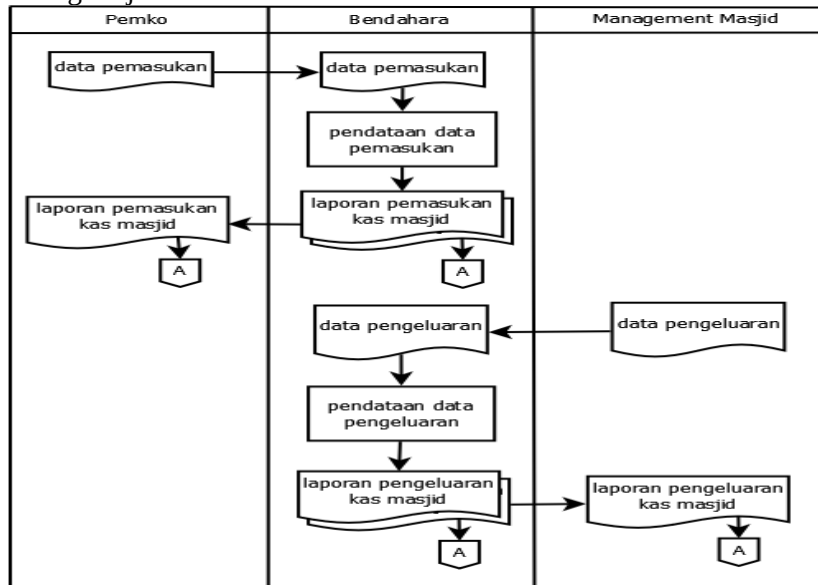 Pemko
Bendahara
Management Masjid
data pemasukan
data pemasukan
pendataan data
pemasukan
laporan pemasukan
kas masjid
laporan pemasukan
kas masjid
A
A
data pengeluaran
data pengeluaran
pendataan data
pengeluaran
laporan pengeluaran
kas masjid
laporan pengeluaran
kas masjid
A
A